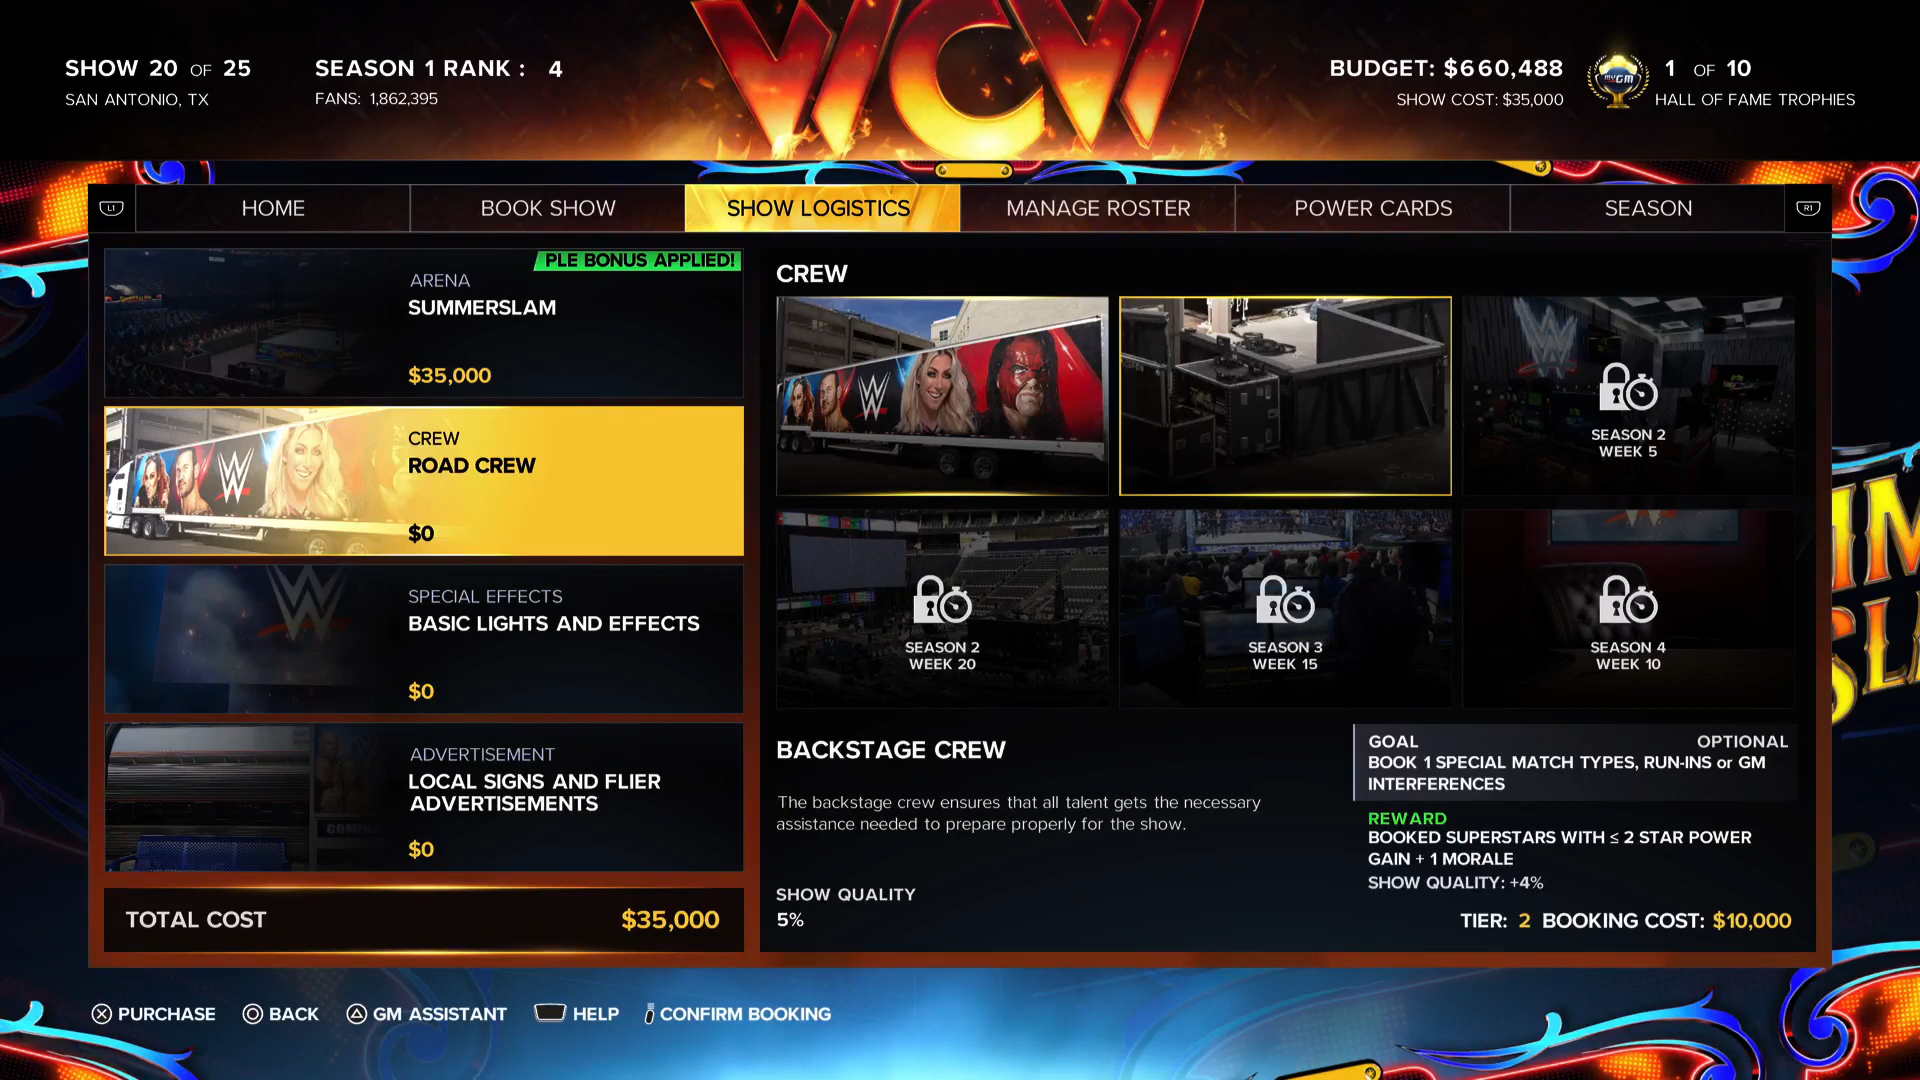 WCW
SHOW 20 OF 25
SAN ANTONIO, TX
SEASON 1 RANK : 4
FANS: 1,862,395
BUDGET: $660,488
SHOW COST: $35,000
MyGM
1 OF 10
HALL OF FAME TROPHIES
L1
HOME
BOOK SHOW
SHOW LOGISTICS
MANAGE ROSTER
POWER CARDS
SEASON
R1
PLE BONUS APPLIED!
ARENA
SUMMERSLAM
$35,000
CREW
ROAD CREW
$0
SPECIAL EFFECTS
BASIC LIGHTS AND EFFECTS
$0
ADVERTISEMENT
LOCAL SIGNS AND FLIER
ADVERTISEMENTS
$0
TOTAL COST $35,000
CREW
SEASON 2
WEEK 5
SEASON 2
WEEK 20
SEASON 3
WEEK 15
SEASON 4
WEEK 10
BACKSTAGE CREW
The backstage crew ensures that all talent gets the necessary
assistance needed to prepare properly for the show.
SHOW QUALITY
5%
GOAL OPTIONAL
BOOK 1 SPECIAL MATCH TYPES, RUN-INS or GM
INTERFERENCES
REWARD
BOOKED SUPERSTARS WITH ≤ 2 STAR POWER
GAIN + 1 MORALE
SHOW QUALITY: +4%
TIER: 2 BOOKING COST: $10,000
PURCHASE
BACK
GM ASSISTANT
HELP
CONFIRM BOOKING